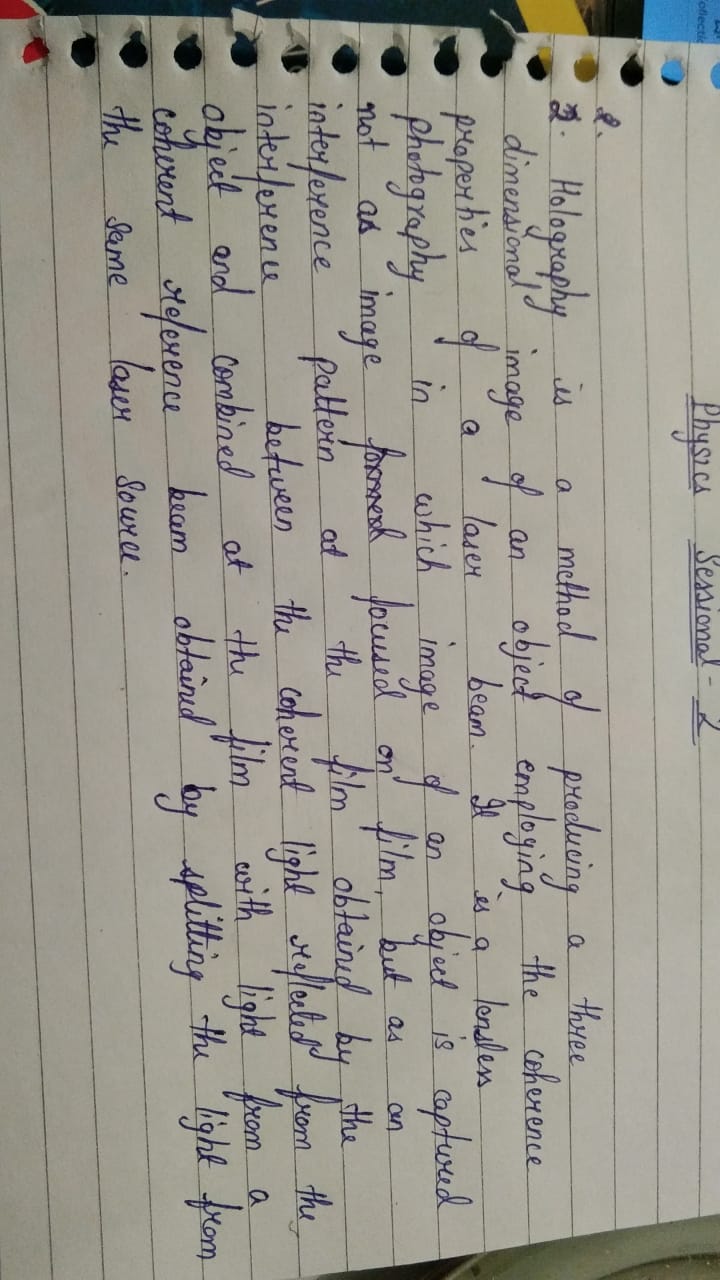 Physics Sessional - 2
2.
2. Holography is a method of producing a three
dimensional image of an object employing the coherence
properties of a laser beam. It is a lensless
photography in which image of an object is captured
not as image formed focused on film, but as an
interference pattern at the film obtained by the
interference between the coherent light reflected from the
object and combined at the film with light from a
coherent reference beam obtained by splitting the light from
the same laser source.